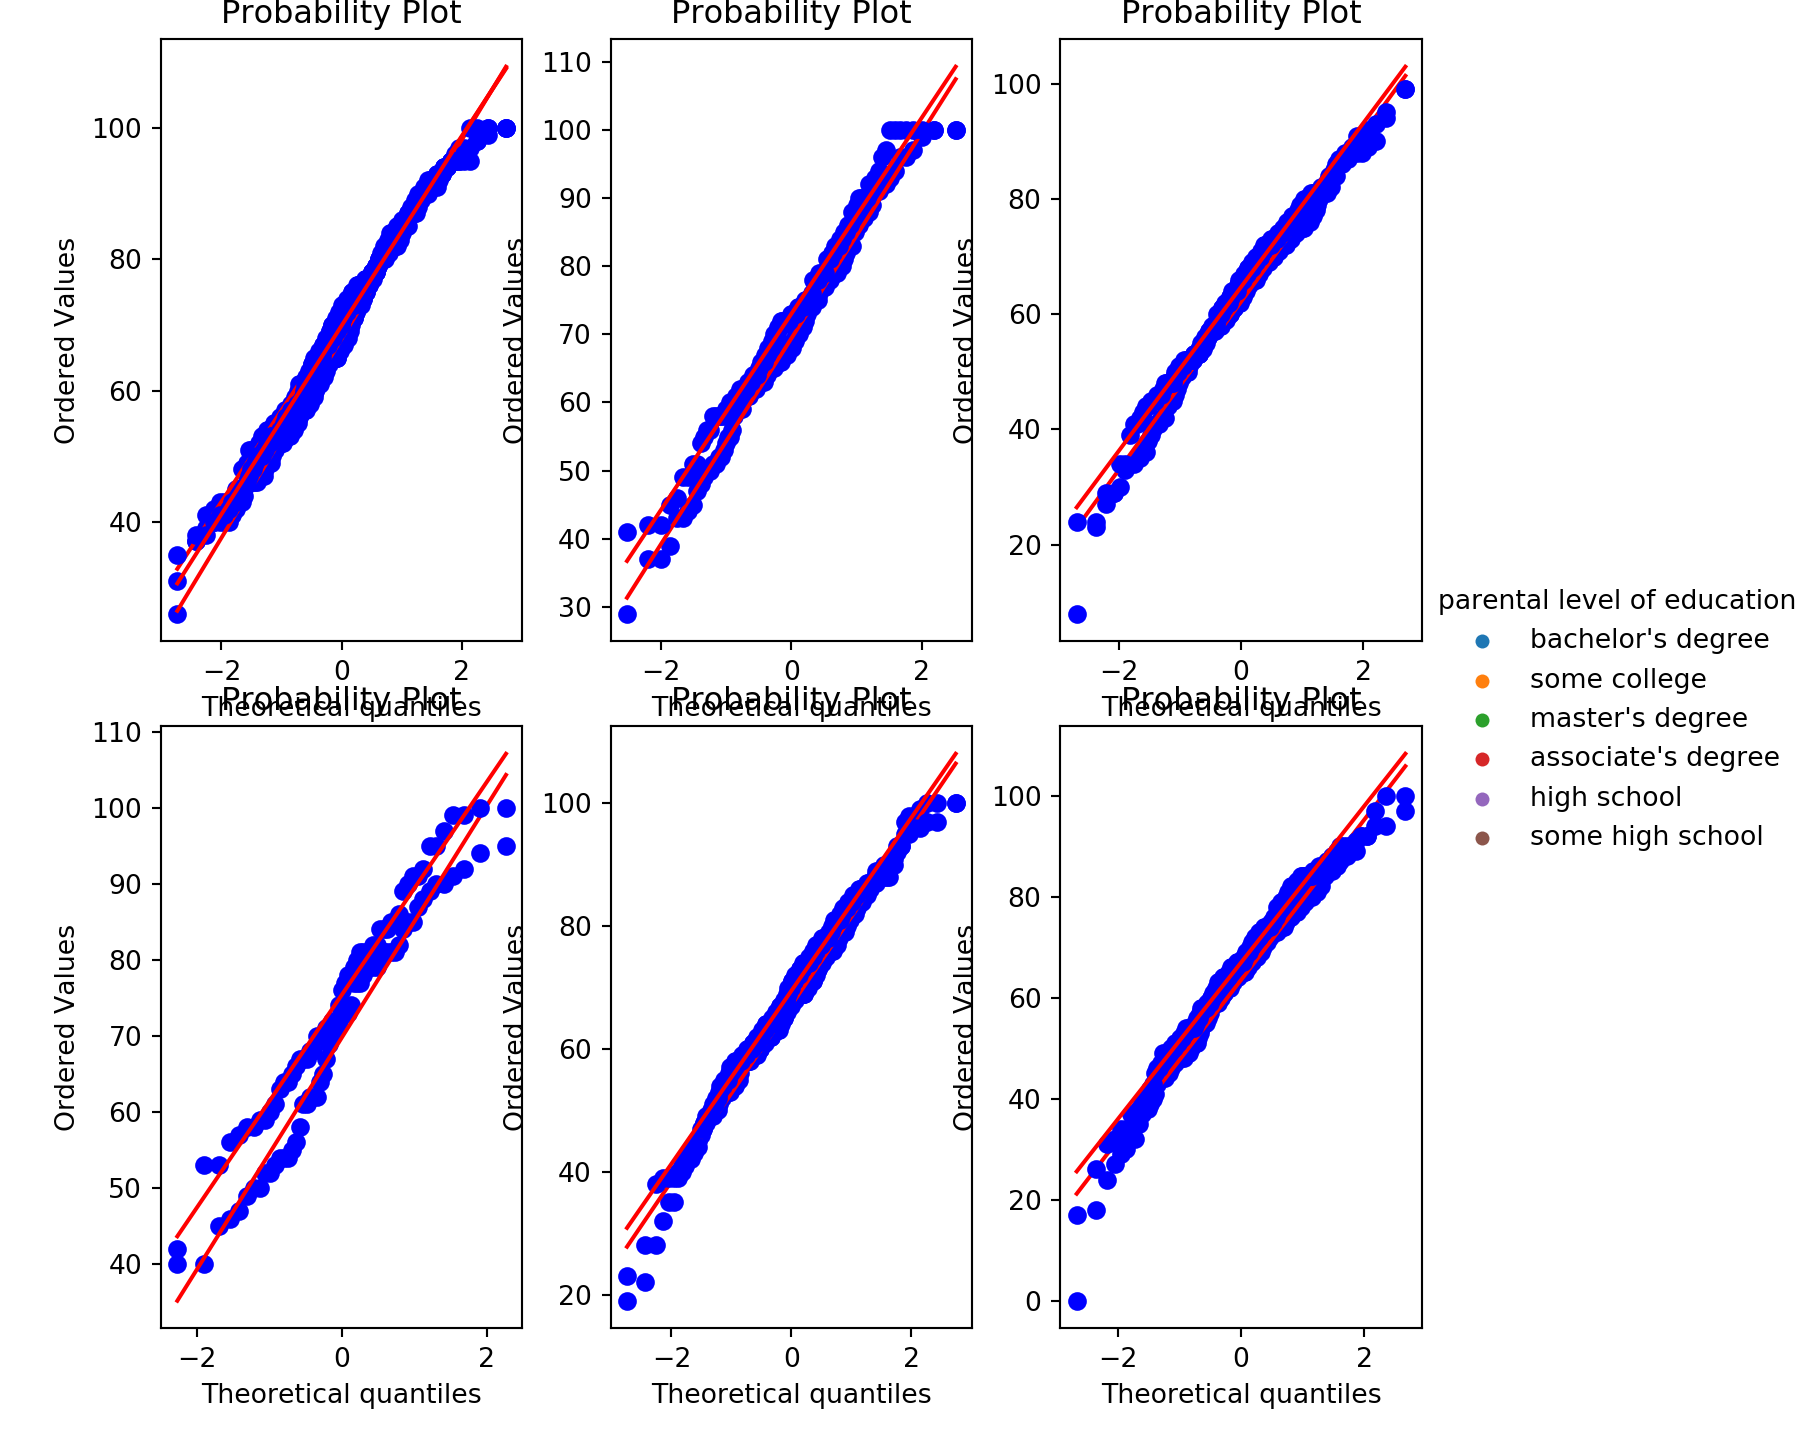 Probability Plot
Probability Plot
Probability Plot
Ordered Values
100
80
60
40
−2
0
2
Theoretical quantiles
Ordered Values
110
100
90
80
70
60
50
40
30
−2
0
2
Theoretical quantiles
Ordered Values
100
80
60
40
20
−2
0
2
Theoretical quantiles
parental level of education
bachelor's degree
some college
master's degree
associate's degree
high school
some high school
Probability Plot
Probability Plot
Probability Plot
Ordered Values
110
100
90
80
70
60
50
40
−2
0
2
Theoretical quantiles
Ordered Values
100
80
60
40
20
−2
0
2
Theoretical quantiles
Ordered Values
100
80
60
40
20
0
−2
0
2
Theoretical quantiles